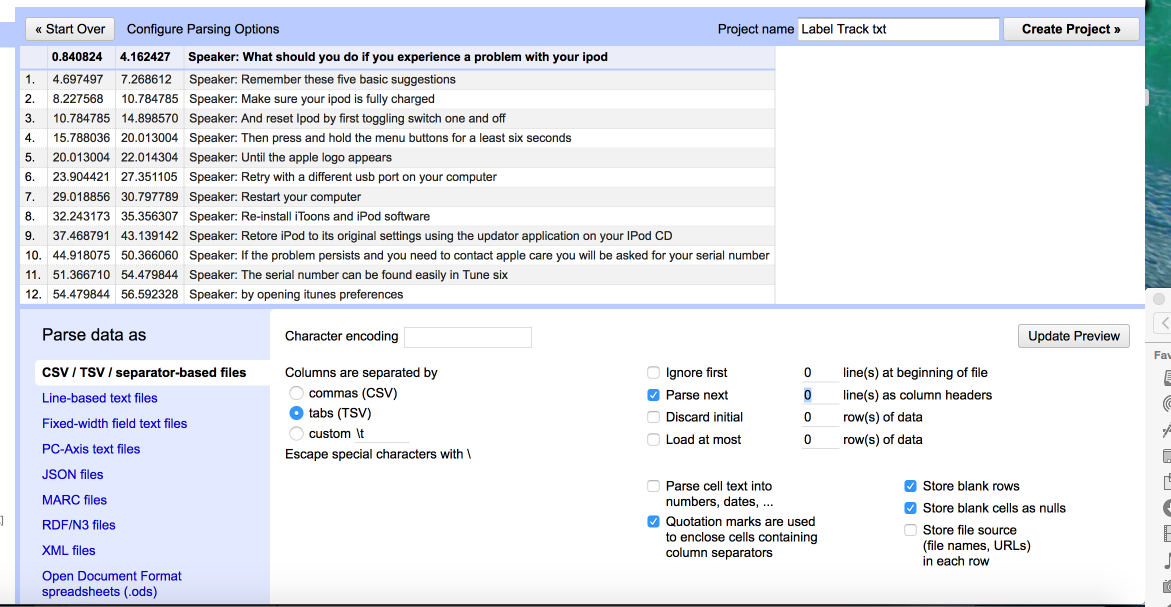 « Start Over Configure Parsing Options Project name Label Track txt Create Project »
0.840824 4.162427 Speaker: What should you do if you experience a problem with your ipod
1. 4.697497 7.268612 Speaker: Remember these five basic suggestions
2. 8.227568 10.784785 Speaker: Make sure your ipod is fully charged
3. 10.784785 14.898570 Speaker: And reset Ipod by first toggling switch one and off
4. 15.788036 20.013004 Speaker: Then press and hold the menu buttons for a least six seconds
5. 20.013004 22.014304 Speaker: Until the apple logo appears
6. 23.904421 27.351105 Speaker: Retry with a different usb port on your computer
7. 29.018856 30.797789 Speaker: Restart your computer
8. 32.243173 35.356307 Speaker: Re-install iToons and iPod software
9. 37.468791 43.139142 Speaker: Retore iPod to its original settings using the updator application on your IPod CD
10. 44.918075 50.366060 Speaker: If the problem persists and you need to contact apple care you will be asked for your serial number
11. 51.366710 54.479844 Speaker: The serial number can be found easily in Tune six
12. 54.479844 56.592328 Speaker: by opening itunes preferences
Parse data as
CSV / TSV / separator-based files
Line-based text files
Fixed-width field text files
PC-Axis text files
JSON files
MARC files
RDF/N3 files
XML files
Open Document Format
spreadsheets (.ods)
Character encoding
Update Preview
Columns are separated by
commas (CSV)
tabs (TSV)
custom \t
Escape special characters with \
Ignore first 0 line(s) at beginning of file
Parse next 0 line(s) as column headers
Discard initial 0 row(s) of data
Load at most 0 row(s) of data
Parse cell text into
numbers, dates, ...
Quotation marks are used
to enclose cells containing
column separators
Store blank rows
Store blank cells as nulls
Store file source
(file names, URLs)
in each row
Fav